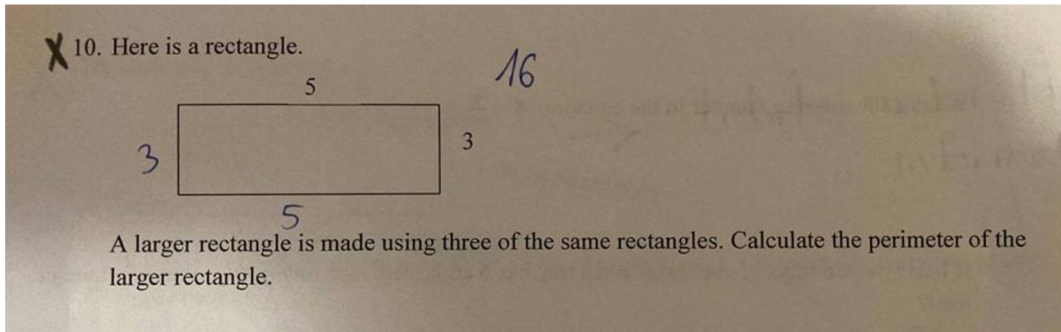 X 10. Here is a rectangle.
16
5
3
3
5
A larger rectangle is made using three of the same rectangles. Calculate the perimeter of the
larger rectangle.